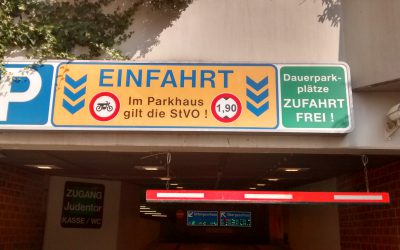 P
EINFAHRT
Im Parkhaus
gilt die StVO !
1,90
Dauerpark-
plätze
ZUFAHRT
FREI !
ZUGANG
Judentor
KASSE / WC